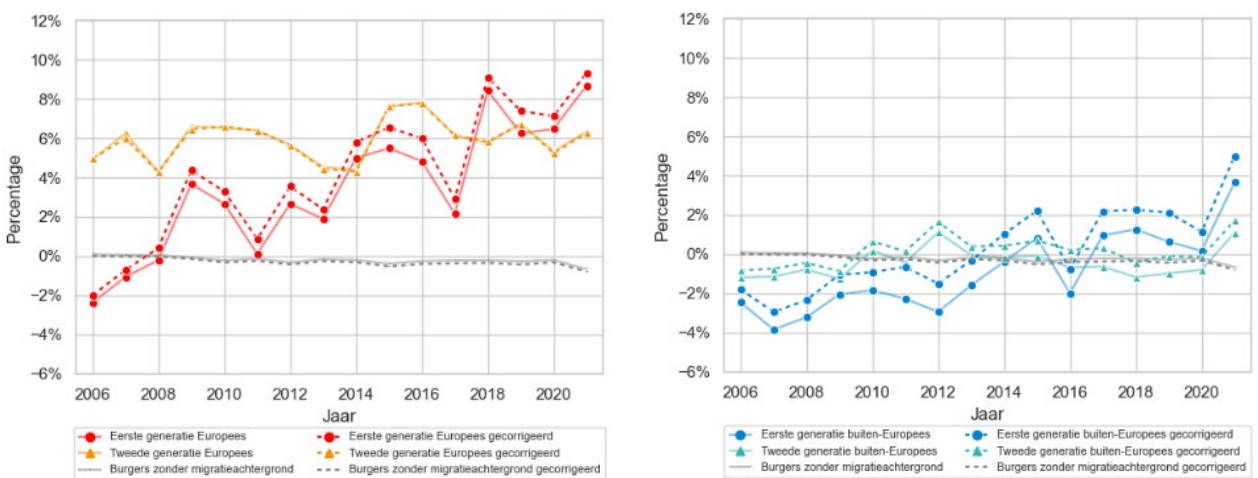 12%
10%
8%
6%
4%
2%
0%
−2%
−4%
−6%
Percentage
2006 2008 2010 2012 2014 2016 2018 2020
Jaar
Eerste generatie Europees
Eerste generatie Europees gecorrigeerd
Tweede generatie Europees
Tweede generatie Europees gecorrigeerd
Burgers zonder migratieachtergrond
Burgers zonder migratieachtergrond gecorrigeerd
12%
10%
8%
6%
4%
2%
0%
−2%
−4%
−6%
Percentage
2006 2008 2010 2012 2014 2016 2018 2020
Jaar
Eerste generatie buiten-Europees
Eerste generatie buiten-Europees gecorrigeerd
Tweede generatie buiten-Europees
Tweede generatie buiten-Europees gecorrigeerd
Burgers zonder migratieachtergrond
Burgers zonder migratieachtergrond gecorrigeerd